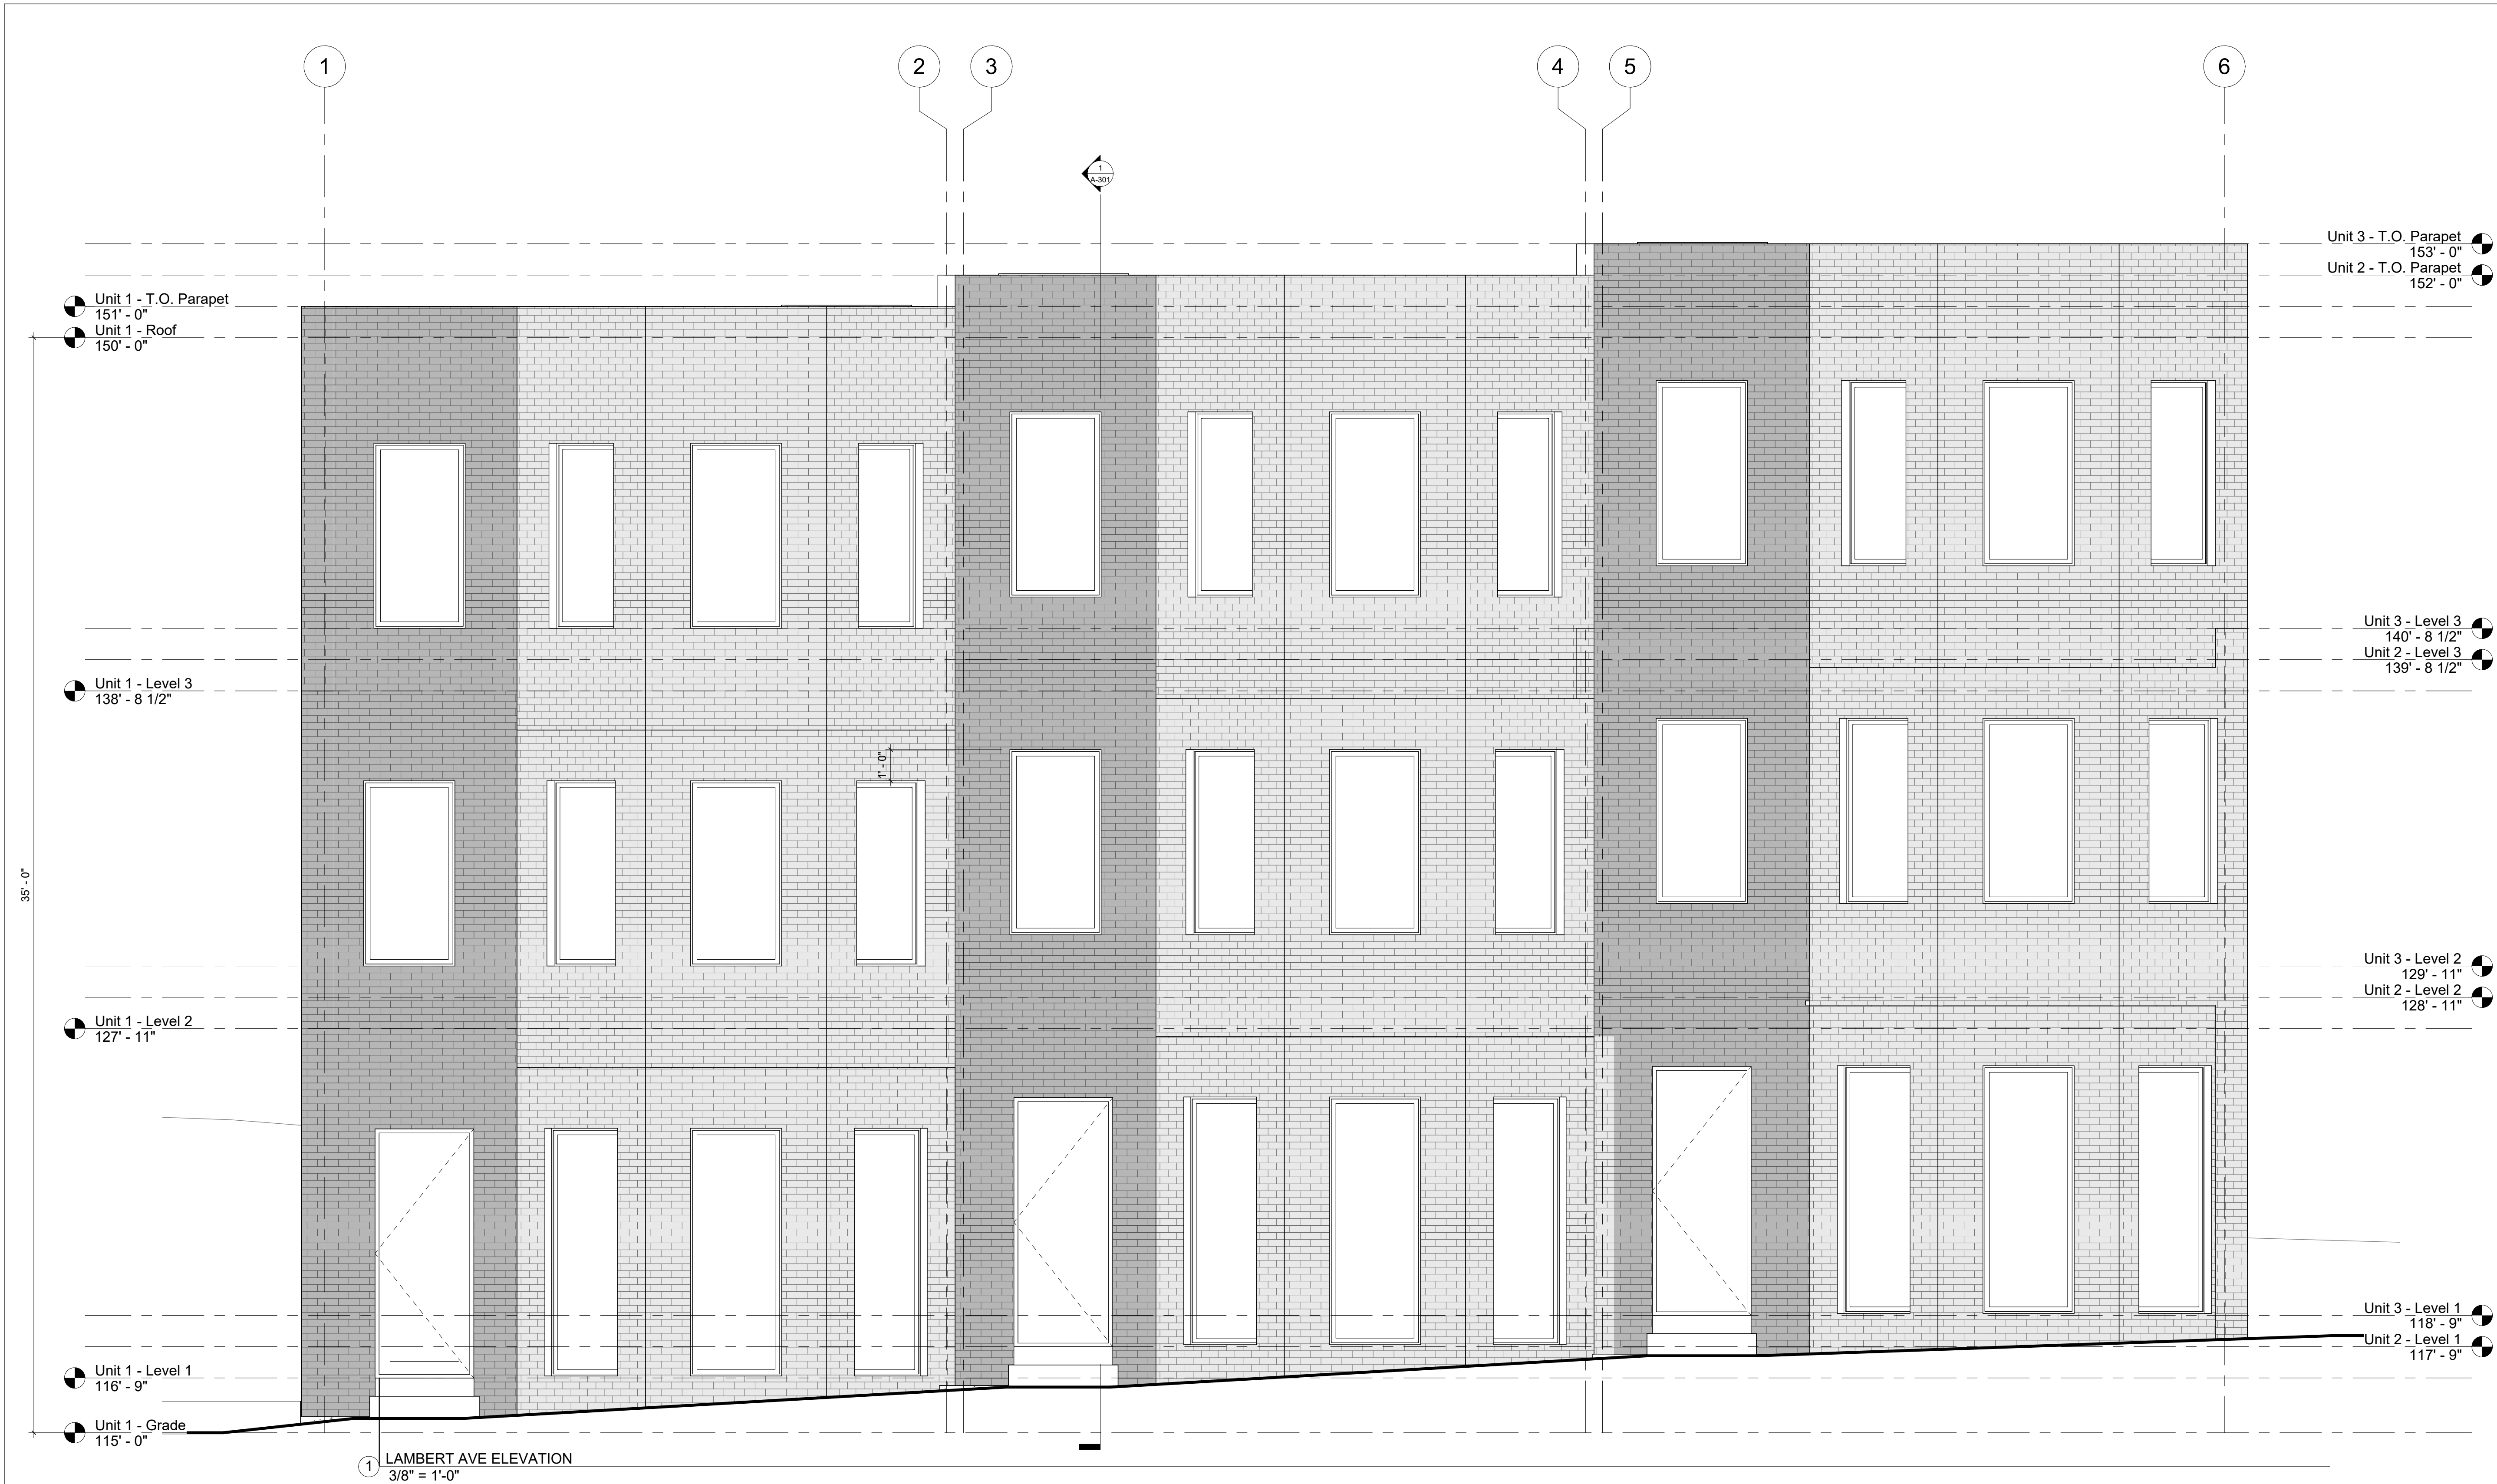 1
2
3
4
5
6
1
A-301
Unit 3 - T.O. Parapet
153' - 0"
Unit 2 - T.O. Parapet
152' - 0"
Unit 1 - T.O. Parapet
151' - 0"
Unit 1 - Roof
150' - 0"
Unit 3 - Level 3
140' - 8 1/2"
Unit 2 - Level 3
139' - 8 1/2"
Unit 1 - Level 3
138' - 8 1/2"
1' - 0"
35' - 0"
Unit 3 - Level 2
129' - 11"
Unit 2 - Level 2
128' - 11"
Unit 1 - Level 2
127' - 11"
Unit 3 - Level 1
118' - 9"
Unit 2 - Level 1
117' - 9"
Unit 1 - Level 1
116' - 9"
Unit 1 - Grade
115' - 0"
1
LAMBERT AVE ELEVATION
3/8" = 1'-0"